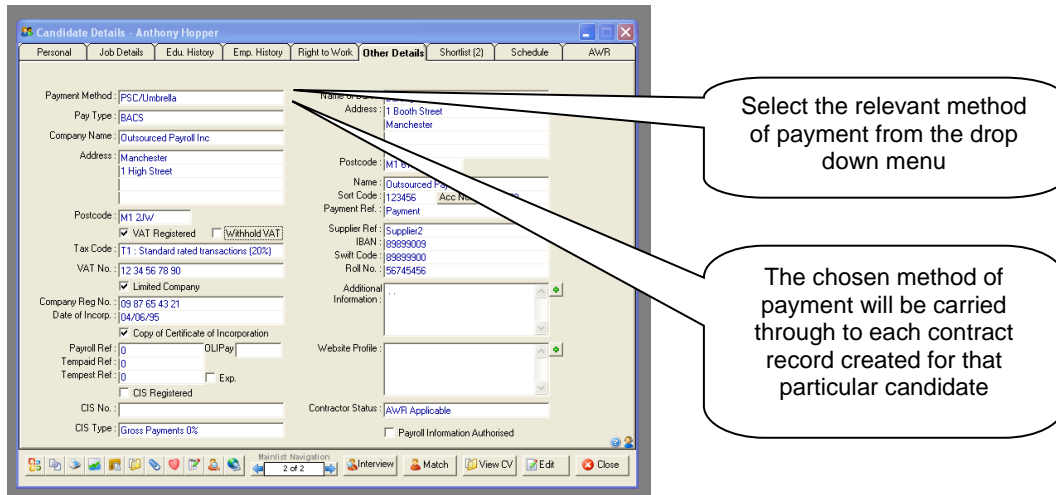 Candidate Details - Anthony Hopper
Personal
Job Details
Edu. History
Emp. History
Right to Work
Other Details
Shortlist (2)
Schedule
AWR
Payment Method : PSC/Umbrella
Pay Type : BACS
Company Name : Outsourced Payroll Inc
Address : Manchester
1 High Street
Postcode : M1 2JW
VAT Registered
Withhold VAT
Tax Code : T1 : Standard rated transactions (20%)
VAT No. : 12 34 56 78 90
Limited Company
Company Reg No. : 09 87 65 43 21
Date of Incorp. : 04/06/95
Copy of Certificate of Incorporation
Payroll Ref : 0
OLIPay
Tempaid Ref : 0
Tempest Ref : 0
Exp.
CIS Registered
CIS No. :
CIS Type : Gross Payments 0%
Name of
Address : 1 Booth Street
Manchester
Postcode : M1
Name : Outsourced
Sort Code : 123456
Acc No
Payment Ref. : Payment
Supplier Ref : Supplier2
IBAN : 89899009
Swift Code : 89899900
Roll No. : 56745456
Additional
Information : . .
Website Profile :
Contractor Status : AWR Applicable
Payroll Information Authorised
Mainlist Navigation
2 of 2
Interview
Match
View CV
Edit
Close
Select the relevant method
of payment from the drop
down menu
The chosen method of
payment will be carried
through to each contract
record created for that
particular candidate